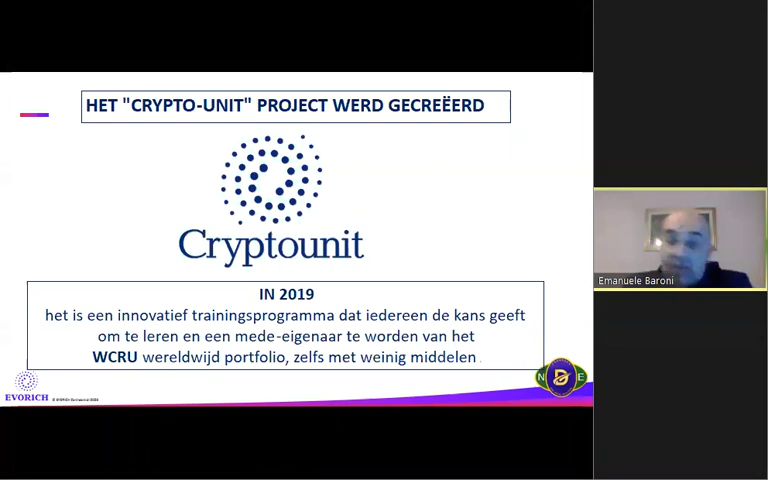 HET "CRYPTO-UNIT" PROJECT WERD GECREËERD
Cryptounit
IN 2019
het is een innovatief trainingsprogramma dat iedereen de kans geeft
om te leren en een mede-eigenaar te worden van het
WCRU wereldwijd portfolio, zelfs met weinig middelen
Emanuele Baroni
N D E
EVORICH